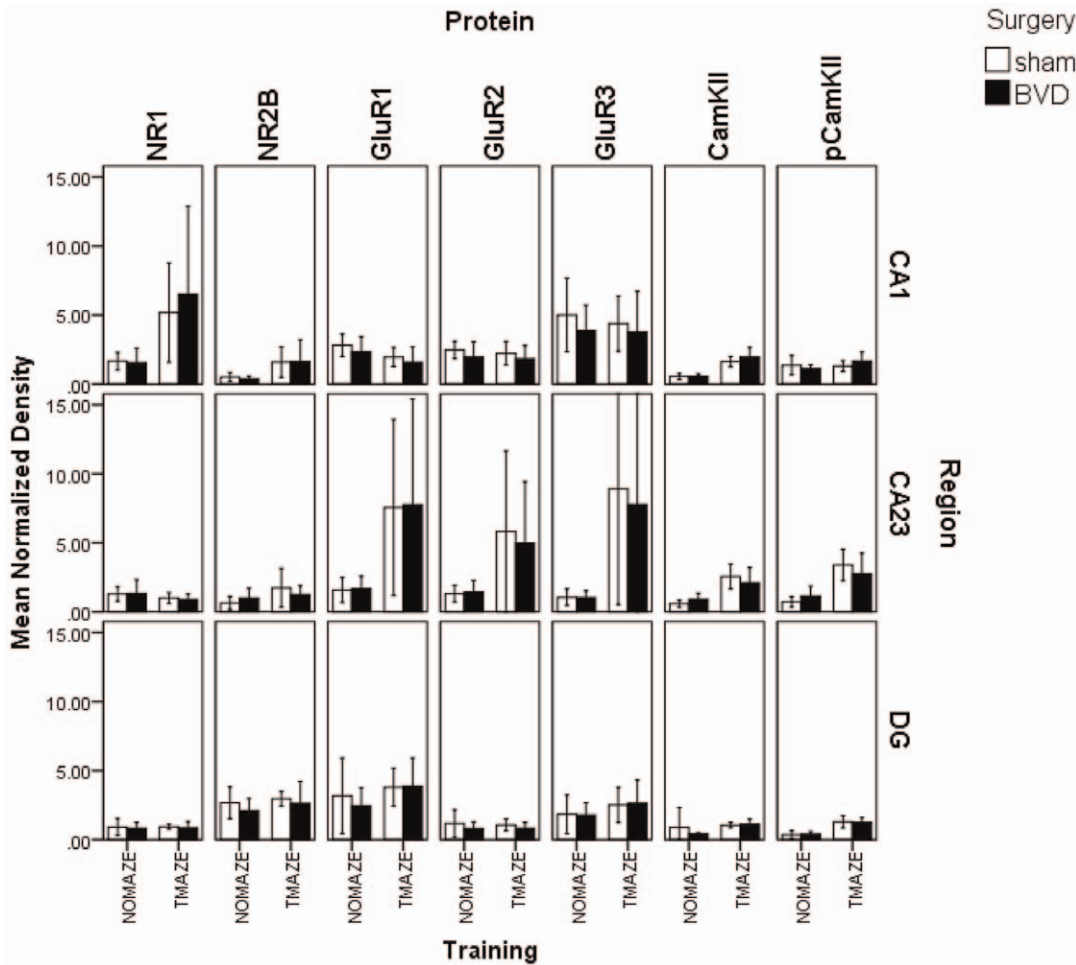 Protein
Surgery
sham
BVD
NR1
NR2B
GluR1
GluR2
GluR3
CamKII
pCamKII
Mean Normalized Density
15.00
10.00
5.00
.00
CA1
15.00
10.00
5.00
.00
CA23
Region
15.00
10.00
5.00
.00
DG
NOMAZE
TMAZE
NOMAZE
TMAZE
NOMAZE
TMAZE
NOMAZE
TMAZE
NOMAZE
TMAZE
NOMAZE
TMAZE
NOMAZE
TMAZE
Training